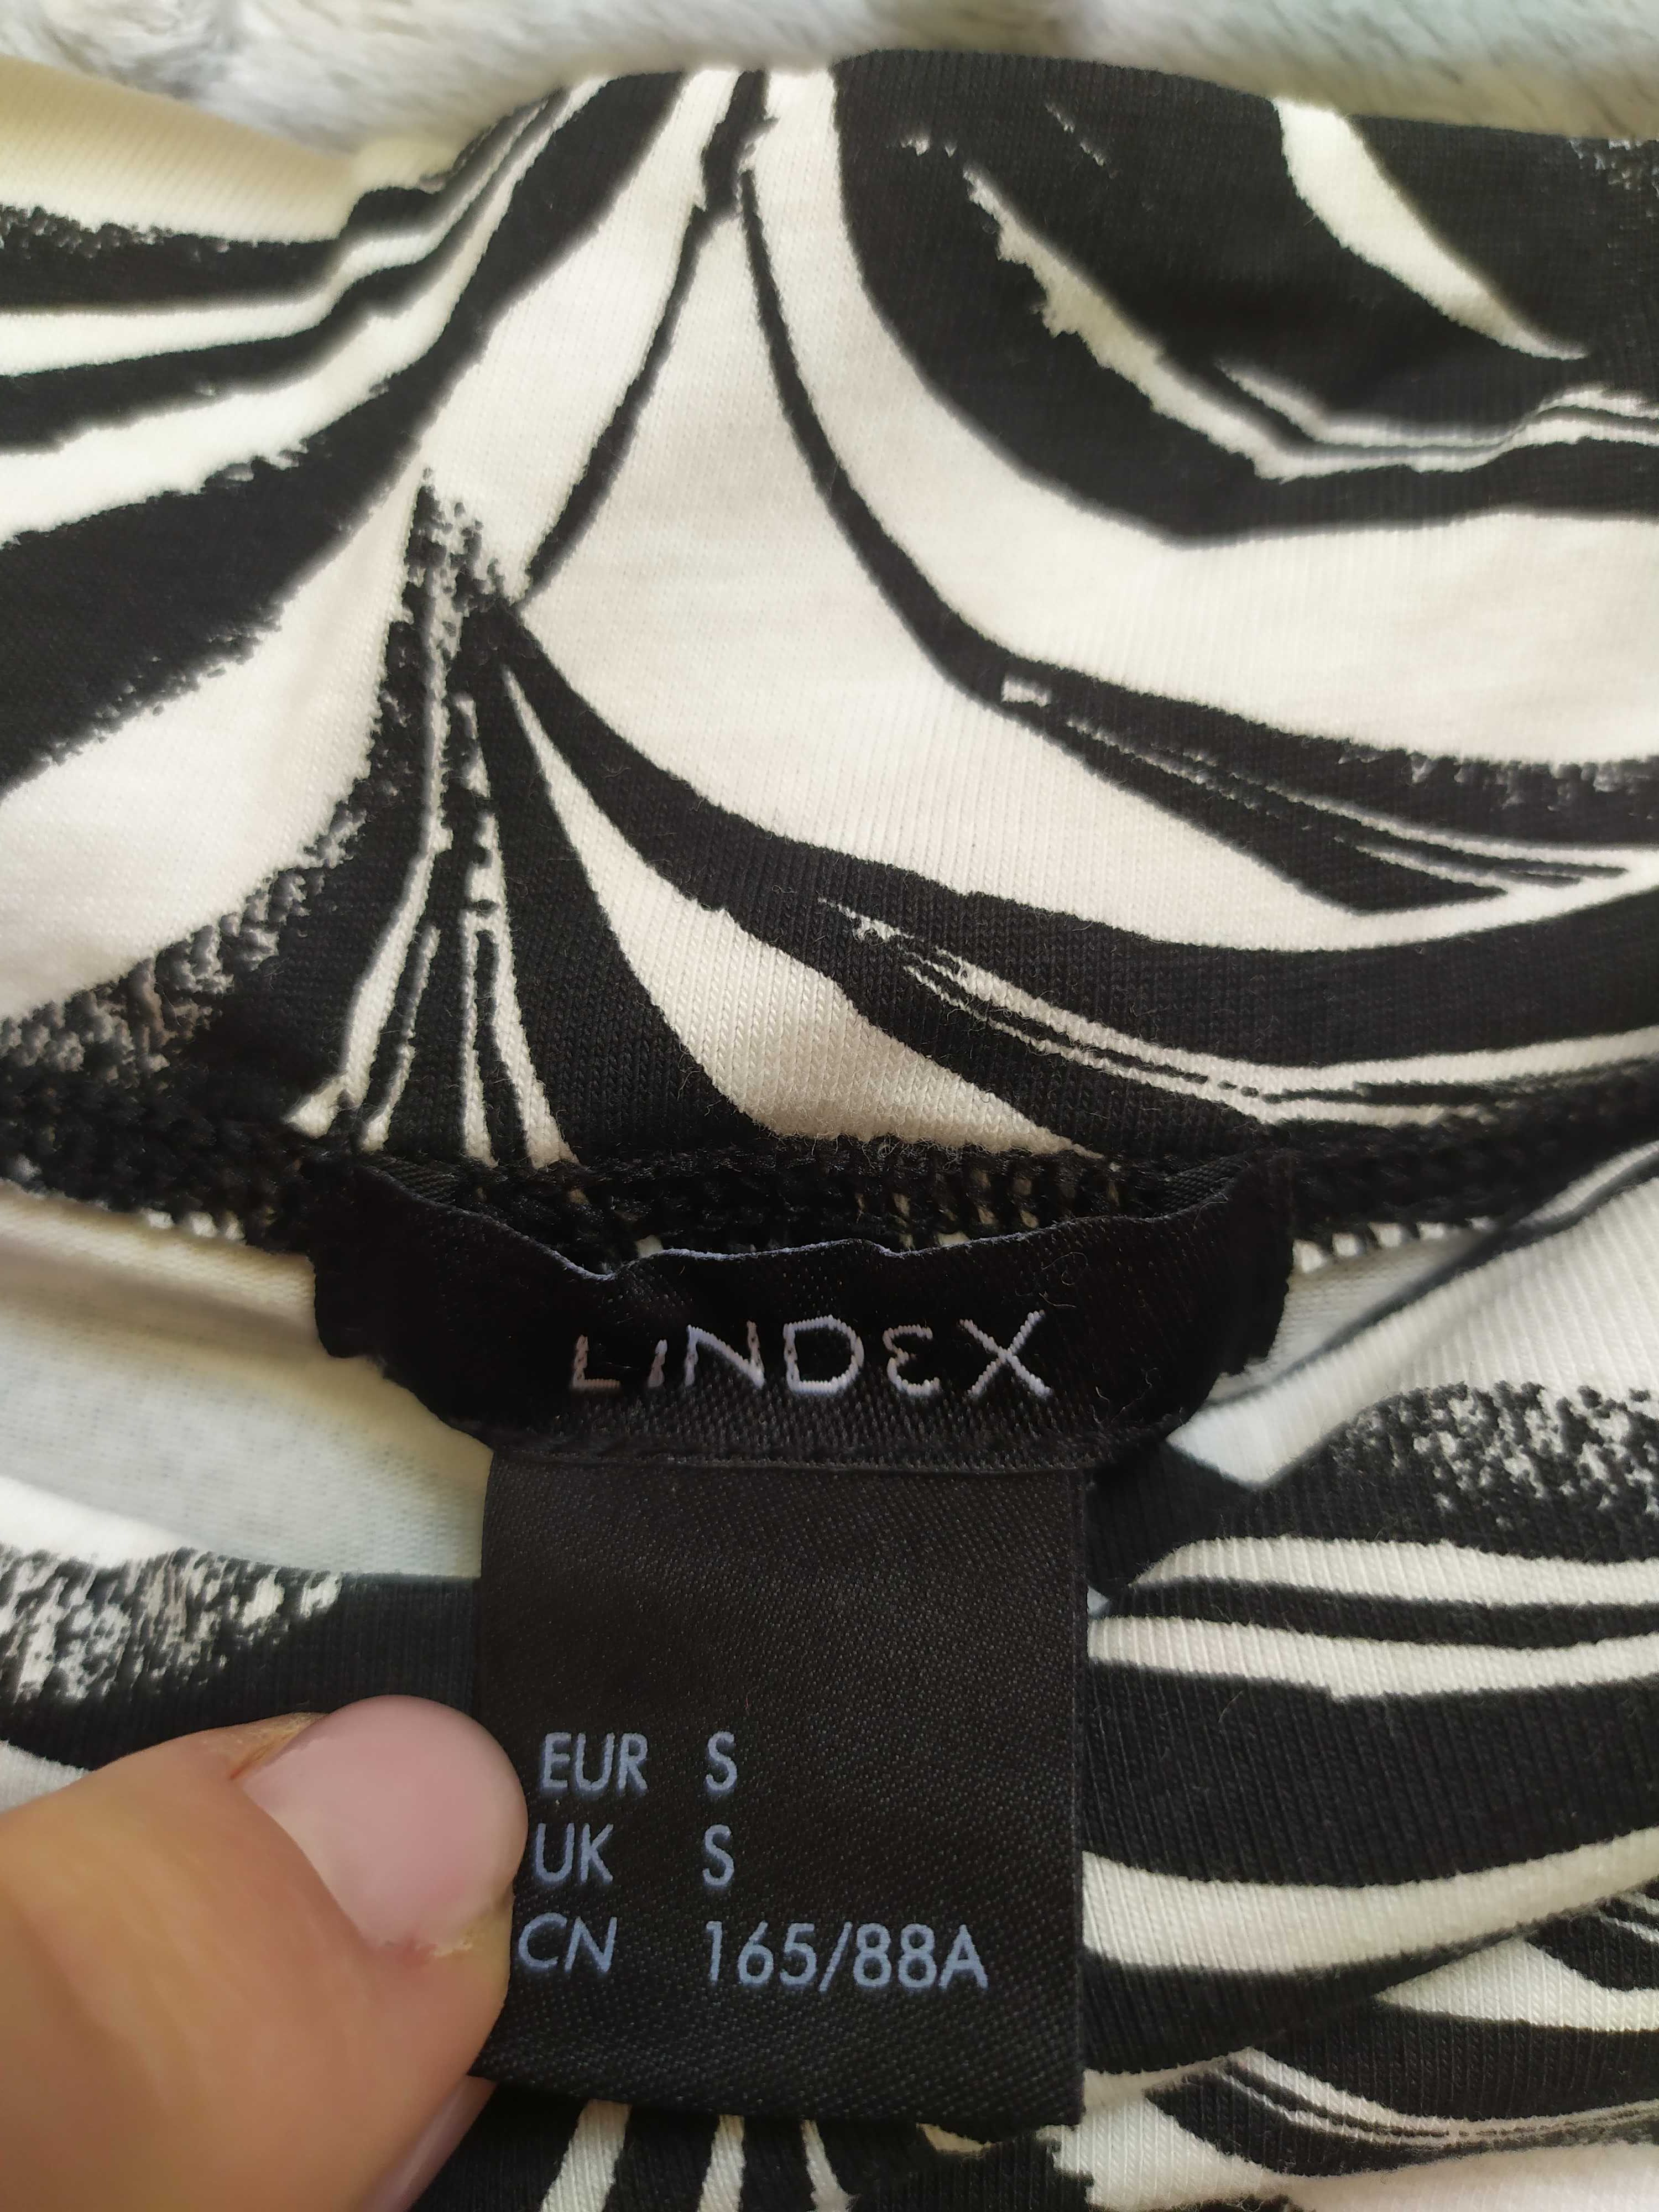 LINDEX
EUR S
UK S
CN 165/88A